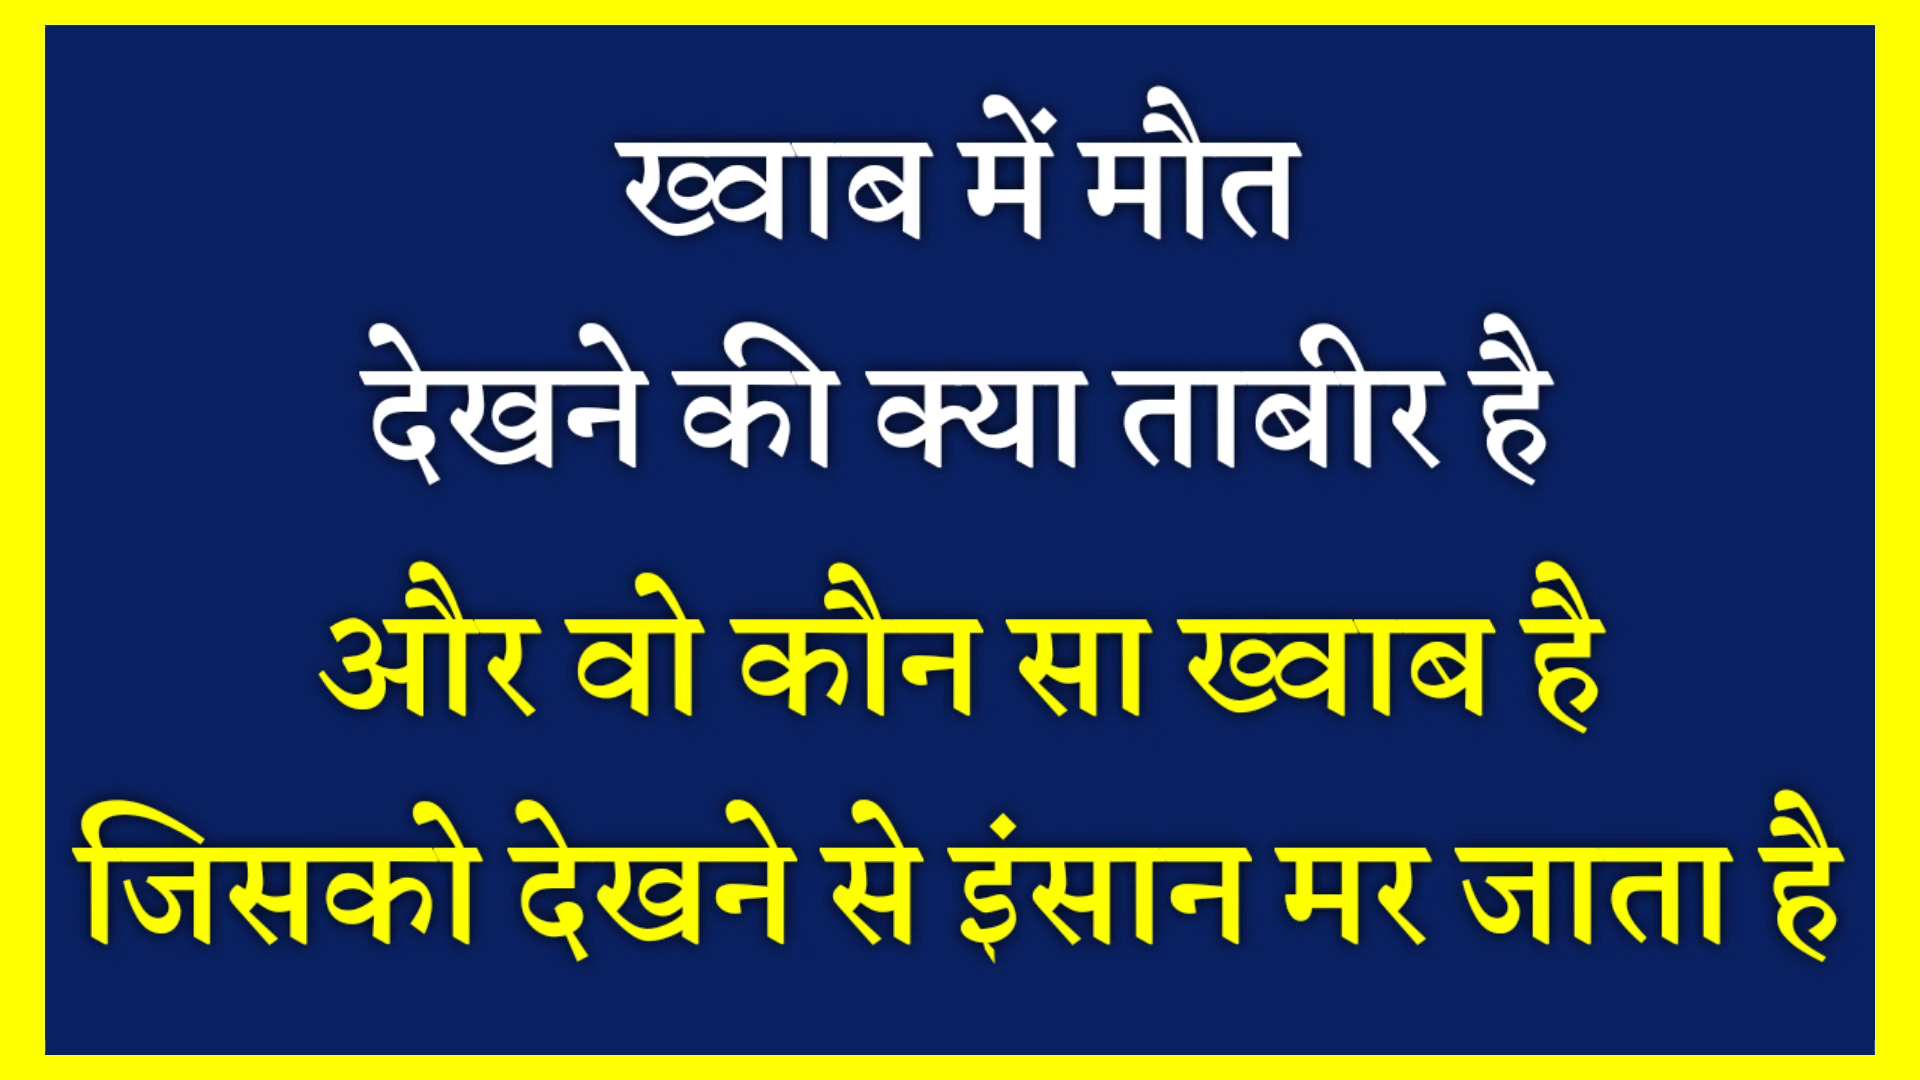 ख्वाब में मौत
देखने की क्या ताबीर है
और वो कौन सा ख्वाब है
जिसको देखने से इंसान मर जाता है